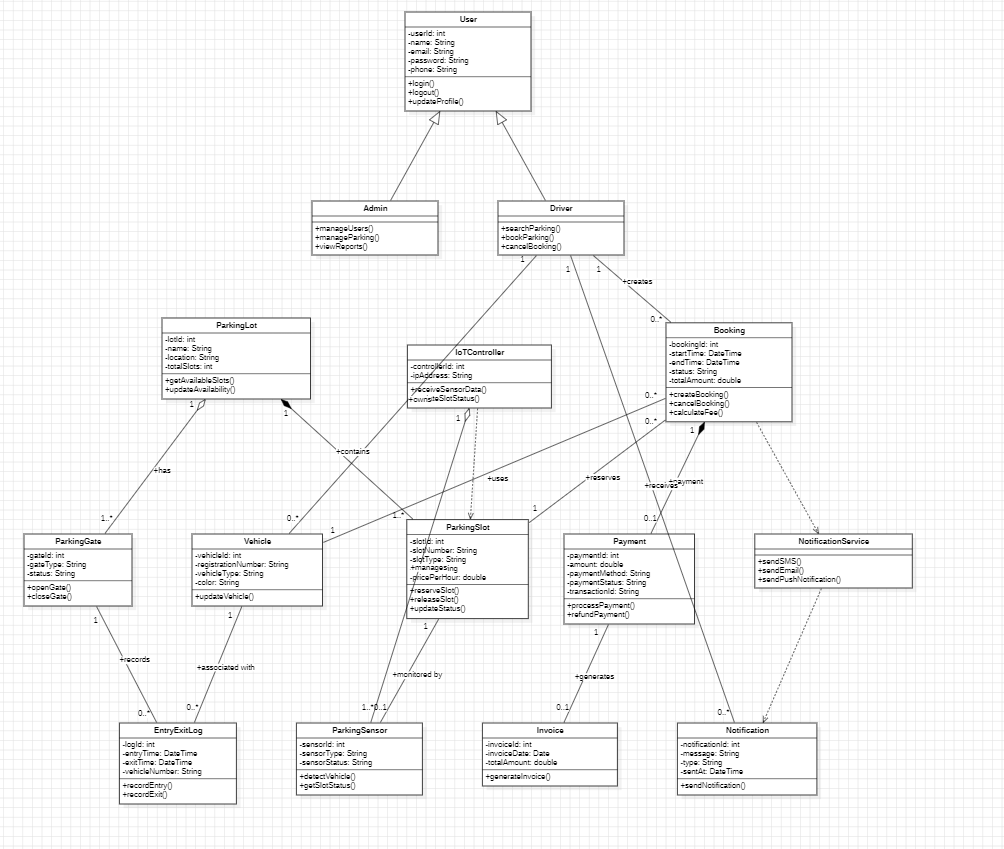 User
-userId: int
-name: String
-email: String
-password: String
-phone: String
+login()
+logout()
+updateProfile()
Admin
+manageUsers()
+manageParking()
+viewReports()
Driver
+searchParking()
+bookParking()
+cancelBooking()
1
1
1
+creates
0..*
ParkingLot
-lotId: int
-name: String
-location: String
-totalSlots: int
+getAvailableSlots()
+updateAvailability()
1
1
IoTController
-controllerId: int
-ipAddress: String
+receiveSensorData()
+owns
1
Booking
-bookingId: int
-startTime: DateTime
-endTime: DateTime
-status: String
-totalAmount: double
+createBooking()
+cancelBooking()
+calculateFee()
0..*
0..*
1
+contains
+has
+uses
+reserves
+receives
+payment
1..*
0..*
1
1..*
1
0..1
ParkingGate
-gateId: int
-gateType: String
-status: String
+openGate()
+closeGate()
1
Vehicle
-vehicleId: int
-registrationNumber: String
-vehicleType: String
-color: String
+updateVehicle()
1
ParkingSlot
-slotId: int
-slotNumber: String
-slotType: String
+manages
-pricePerHour: double
+reserveSlot()
+releaseSlot()
+updateStatus()
1
Payment
-paymentId: int
-amount: double
-paymentMethod: String
-paymentStatus: String
-transactionId: String
+processPayment()
+refundPayment()
1
NotificationService
+sendSMS()
+sendEmail()
+sendPushNotification()
+records
+associated with
+monitored by
+generates
0..*
0..*
1..*
0..1
0..1
0..*
EntryExitLog
-logId: int
-entryTime: DateTime
-exitTime: DateTime
-vehicleNumber: String
+recordEntry()
+recordExit()
ParkingSensor
-sensorId: int
-sensorType: String
-sensorStatus: String
+detectVehicle()
+getSlotStatus()
Invoice
-invoiceId: int
-invoiceDate: Date
-totalAmount: double
+generateInvoice()
Notification
-notificationId: int
-message: String
-type: String
-sentAt: DateTime
+sendNotification()